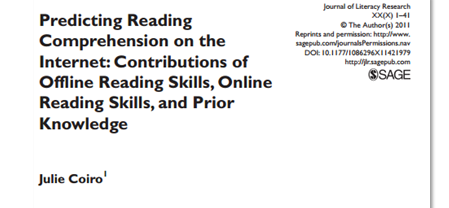 Journal of Literacy Research
XX(X) 1–41
© The Author(s) 2011
Reprints and permission: http://www.
sagepub.com/journalsPermissions.nav
DOI: 10.1177/1086296X11421979
http://jlr.sagepub.com
SAGE
Predicting Reading
Comprehension on the
Internet: Contributions of
Offline Reading Skills, Online
Reading Skills, and Prior
Knowledge
Julie Coiro1